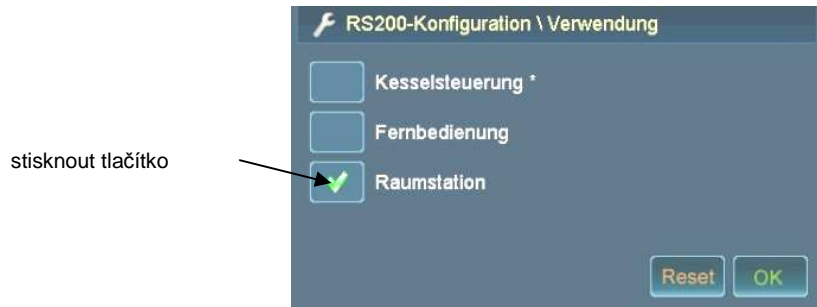 RS200-Konfiguration \ Verwendung
Kesselsteuerung *
Fernbedienung
stisknout tlačítko
Raumstation
Reset OK